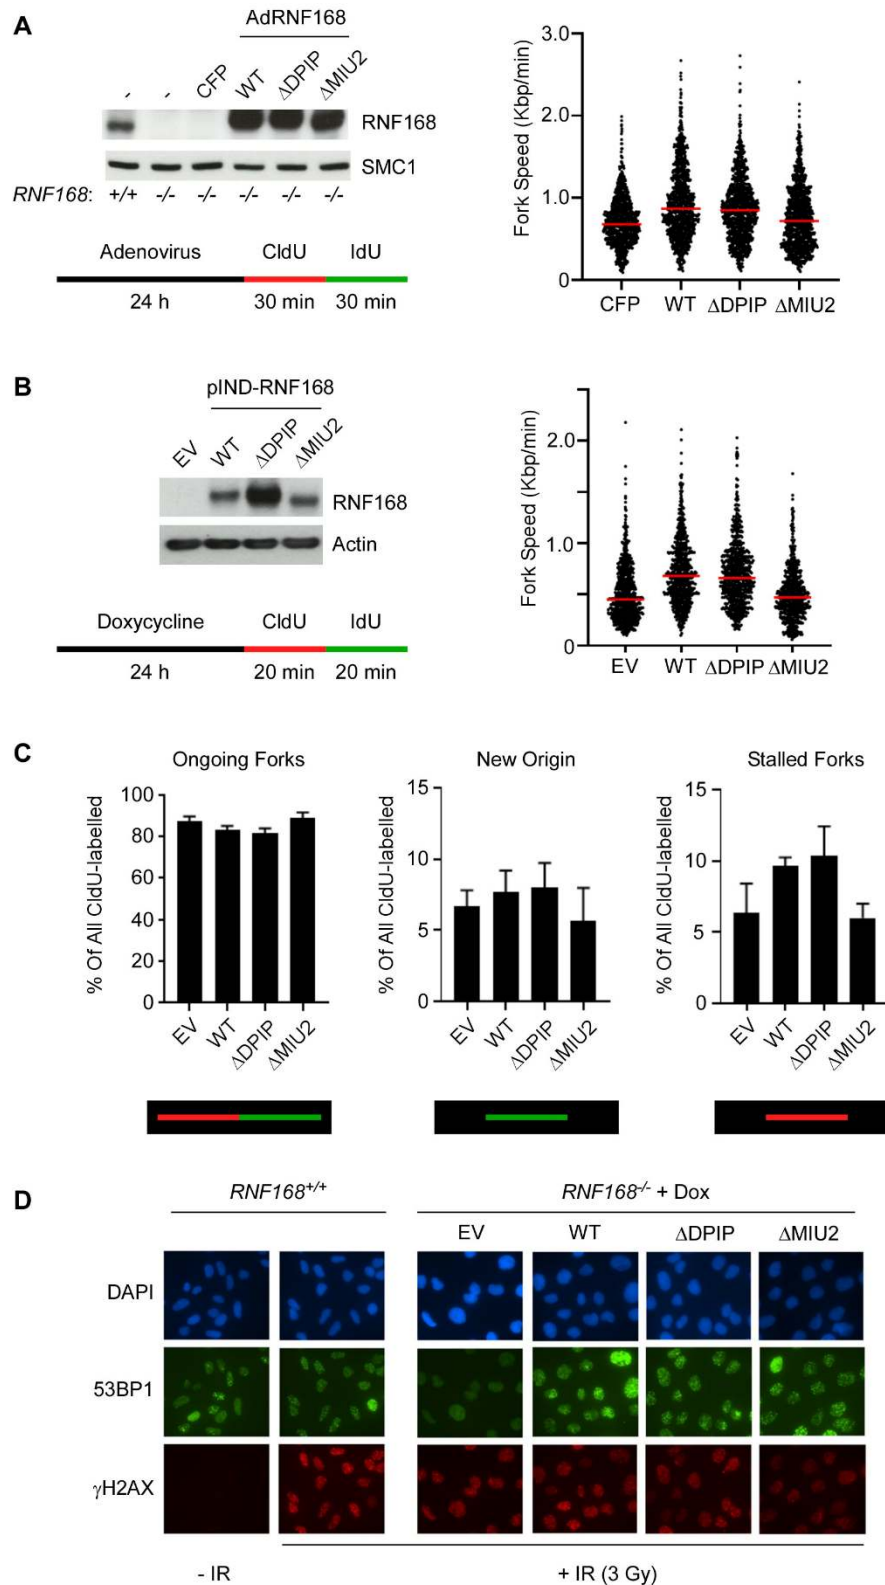 A
AdRNF168
- - CFP WT ΔDPIP ΔMIU2
RNF168
SMC1
RNF168: +/+ -/- -/- -/- -/- -/-
Adenovirus CldU IdU
24 h 30 min 30 min
Fork Speed (Kbp/min)
3.0
2.0
1.0
0
CFP WT ΔDPIP ΔMIU2
B
pIND-RNF168
EV WT ΔDPIP ΔMIU2
RNF168
Actin
Doxycycline CldU IdU
24 h 20 min 20 min
Fork Speed (Kbp/min)
2.0
1.0
0
EV WT ΔDPIP ΔMIU2
C
Ongoing Forks
% Of All CldU-labelled
100
80
60
40
20
0
EV WT ΔDPIP ΔMIU2
New Origin
% Of All CldU-labelled
15
10
5
0
EV WT ΔDPIP ΔMIU2
Stalled Forks
% Of All CldU-labelled
15
10
5
0
EV WT ΔDPIP ΔMIU2
D
RNF168+/+ RNF168-/- + Dox
EV WT ΔDPIP ΔMIU2
DAPI
53BP1
γH2AX
- IR + IR (3 Gy)